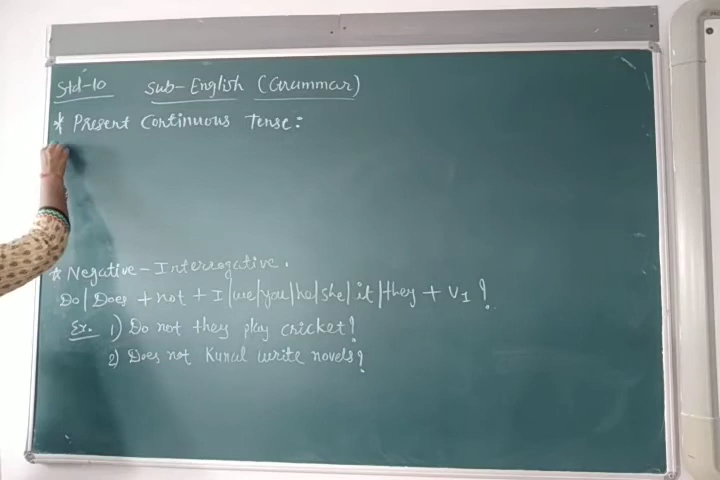 Std-10 Sub-English (Grammar)
* Present Continuous Tense:
* Negative-Interrogative.
Do/Does + not + I/we/you/he/she/it/they + V1?
Ex. 1) Do not they play cricket?
2) Does not Kunal write novels?